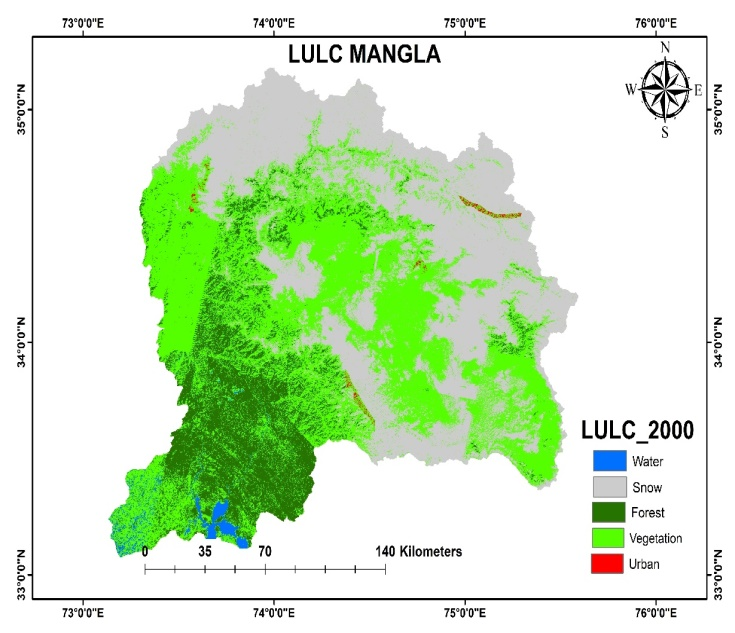 73°0'0"E 74°0'0"E 75°0'0"E 76°0'0"E
LULC MANGLA
N
W E
S
35°0'0"N 35°0'0"N
34°0'0"N 34°0'0"N
LULC_2000
Water
Snow
Forest
Vegetation
Urban
0 35 70 140 Kilometers
33°0'0"N 33°0'0"N
73°0'0"E 74°0'0"E 75°0'0"E 76°0'0"E